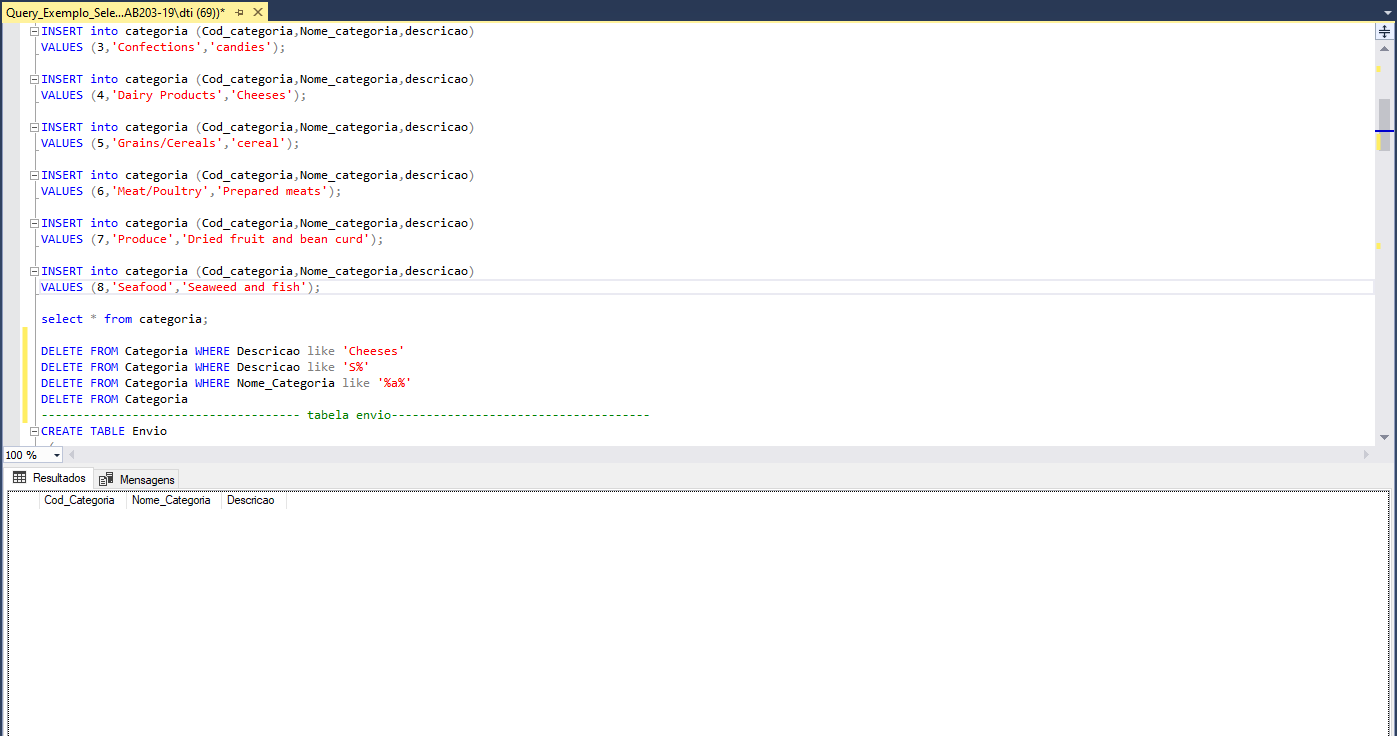 Query_Exemplo_Sele...AB203-19\dti (69))*
INSERT into categoria (Cod_categoria,Nome_categoria,descricao)
VALUES (3,'Confections','candies');
INSERT into categoria (Cod_categoria,Nome_categoria,descricao)
VALUES (4,'Dairy Products','Cheeses');
INSERT into categoria (Cod_categoria,Nome_categoria,descricao)
VALUES (5,'Grains/Cereals','cereal');
INSERT into categoria (Cod_categoria,Nome_categoria,descricao)
VALUES (6,'Meat/Poultry','Prepared meats');
INSERT into categoria (Cod_categoria,Nome_categoria,descricao)
VALUES (7,'Produce','Dried fruit and bean curd');
INSERT into categoria (Cod_categoria,Nome_categoria,descricao)
VALUES (8,'Seafood','Seaweed and fish');
select * from categoria;
DELETE FROM Categoria WHERE Descricao like 'Cheeses'
DELETE FROM Categoria WHERE Descricao like 'S%'
DELETE FROM Categoria WHERE Nome_Categoria like '%a%'
DELETE FROM Categoria
------------------------------------- tabela envio-------------------------------------
CREATE TABLE Envio
100 %
Resultados Mensagens
Cod_Categoria Nome_Categoria Descricao